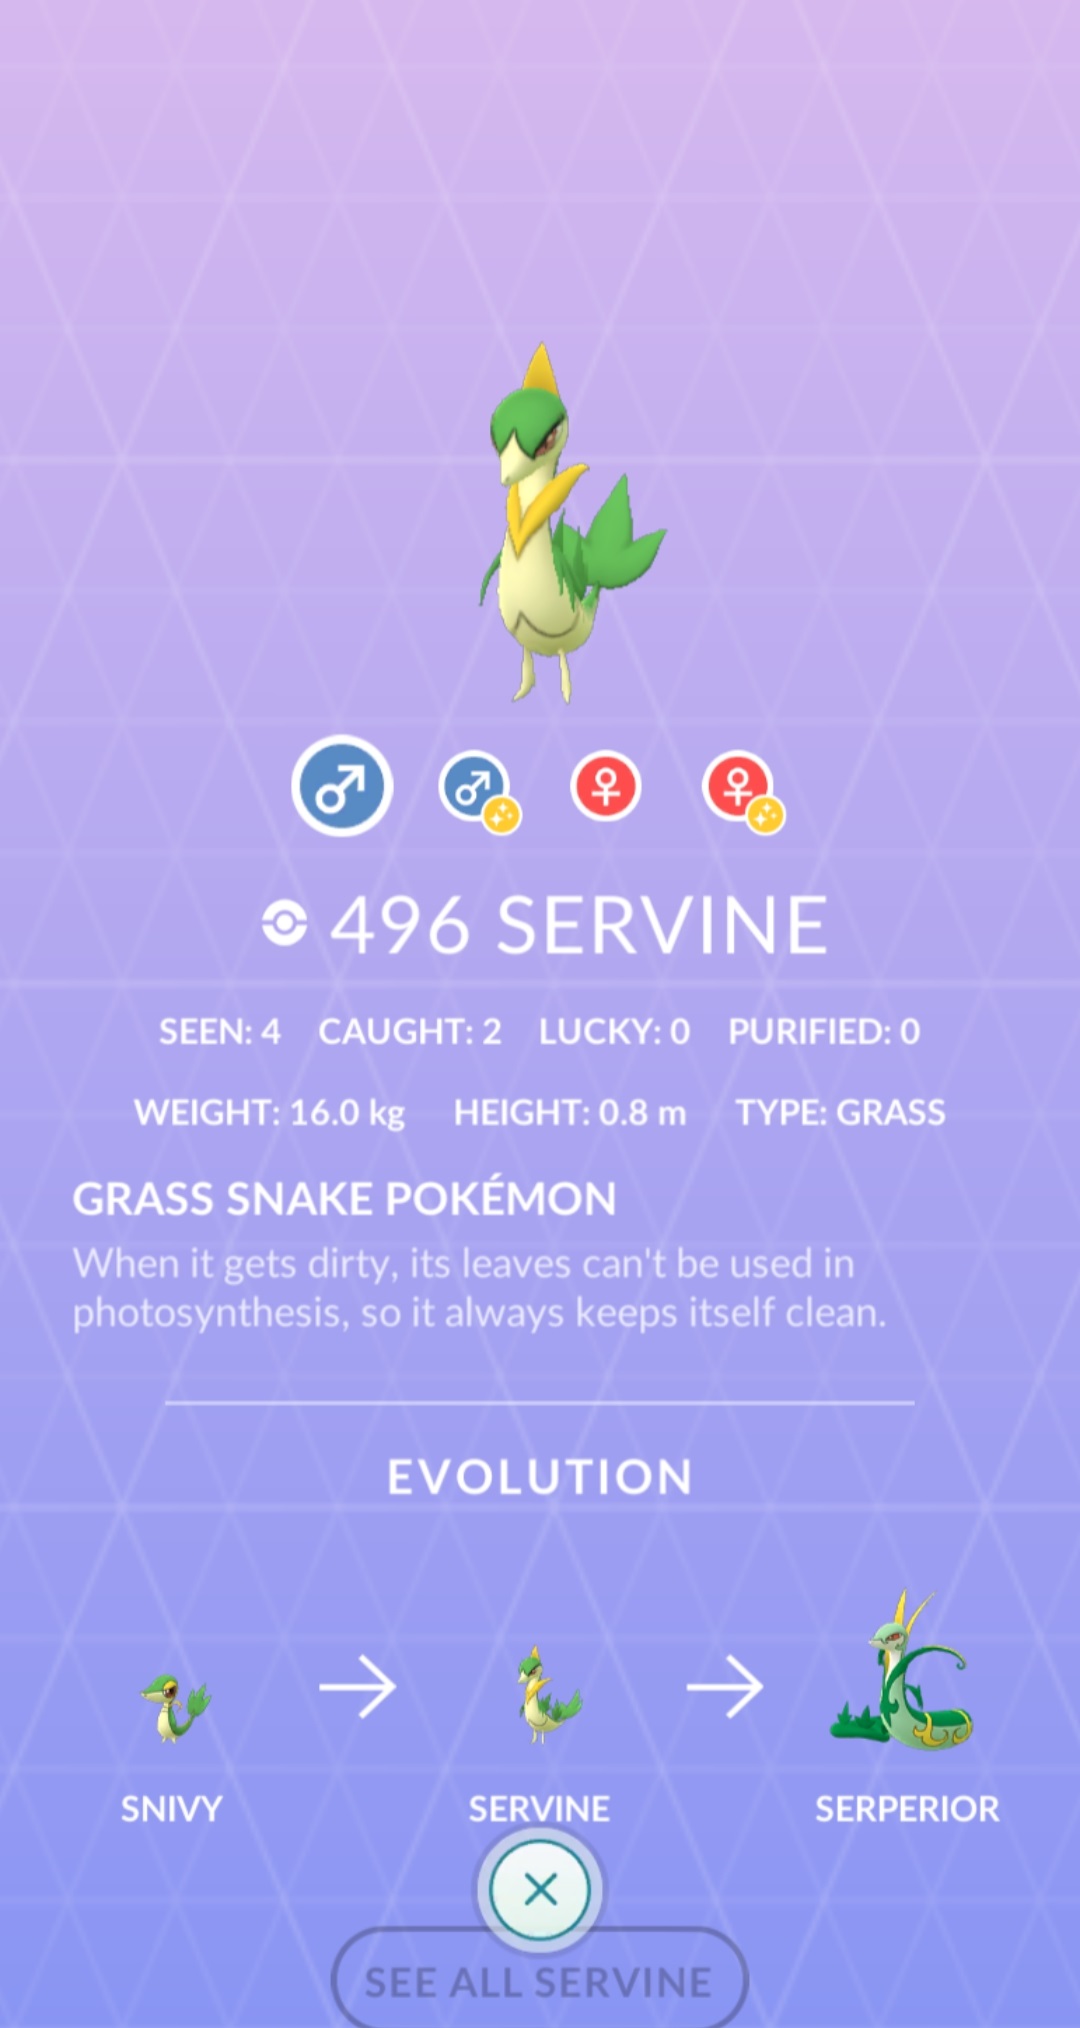 496 SERVINE
SEEN: 4 CAUGHT: 2 LUCKY: 0 PURIFIED: 0
WEIGHT: 16.0 kg HEIGHT: 0.8 m TYPE: GRASS
GRASS SNAKE POKÉMON
When it gets dirty, its leaves can't be used in
photosynthesis, so it always keeps itself clean.
EVOLUTION
SNIVY SERVINE SERPERIOR
SEE ALL SERVINE